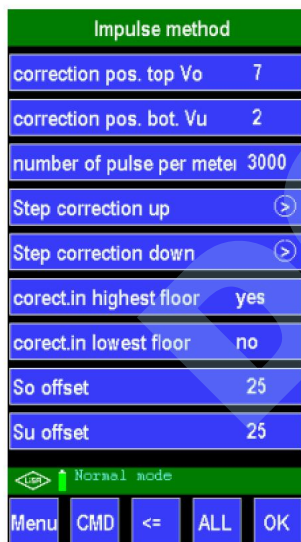 Impulse method
correction pos. top Vo 7
correction pos. bot. Vu 2
number of pulse per meter 3000
Step correction up >
Step correction down >
corect.in highest floor yes
corect.in lowest floor no
So offset 25
Su offset 25
LiSA Normal mode
Menu CMD <= ALL OK